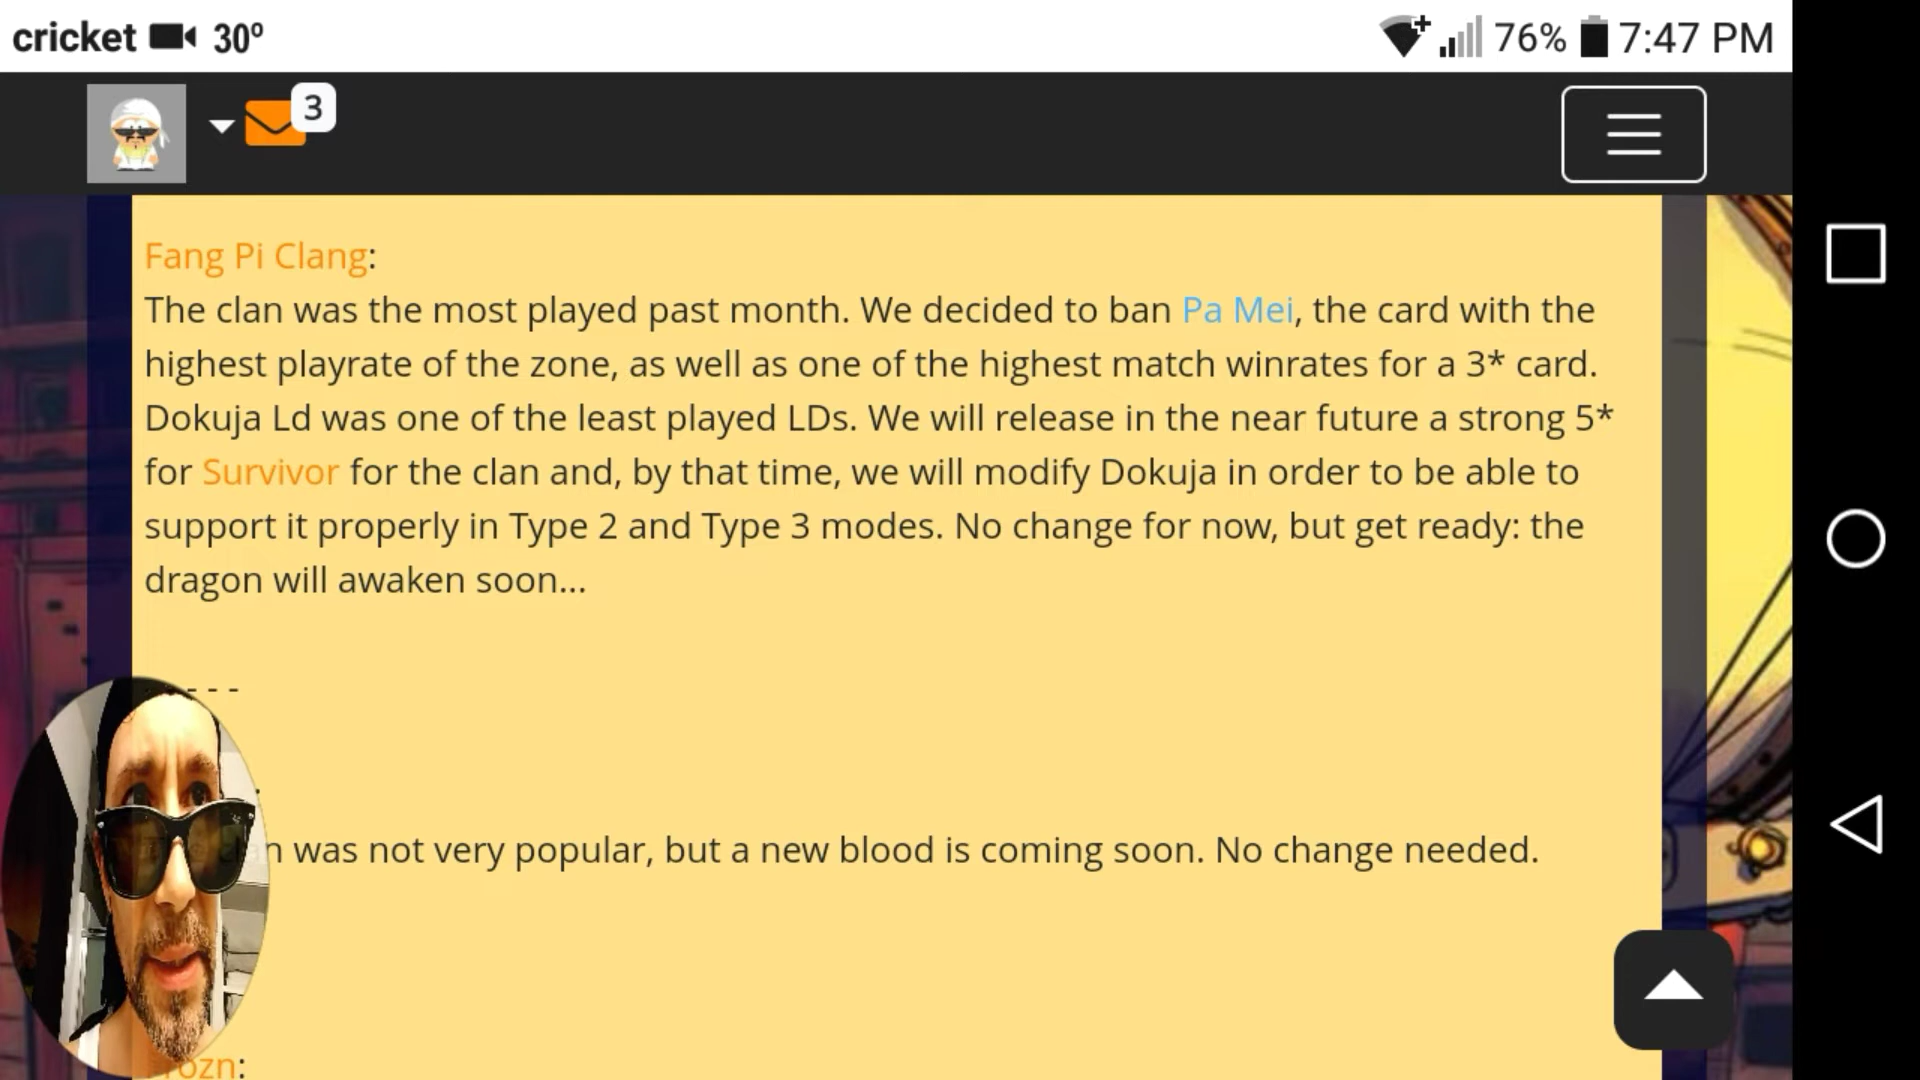 cricket 30° 76% 7:47 PM
3
Fang Pi Clang:
The clan was the most played past month. We decided to ban Pa Mei, the card with the
highest playrate of the zone, as well as one of the highest match winrates for a 3* card.
Dokuja Ld was one of the least played LDs. We will release in the near future a strong 5*
for Survivor for the clan and, by that time, we will modify Dokuja in order to be able to
support it properly in Type 2 and Type 3 modes. No change for now, but get ready: the
dragon will awaken soon...
- - -
was not very popular, but a new blood is coming soon. No change needed.